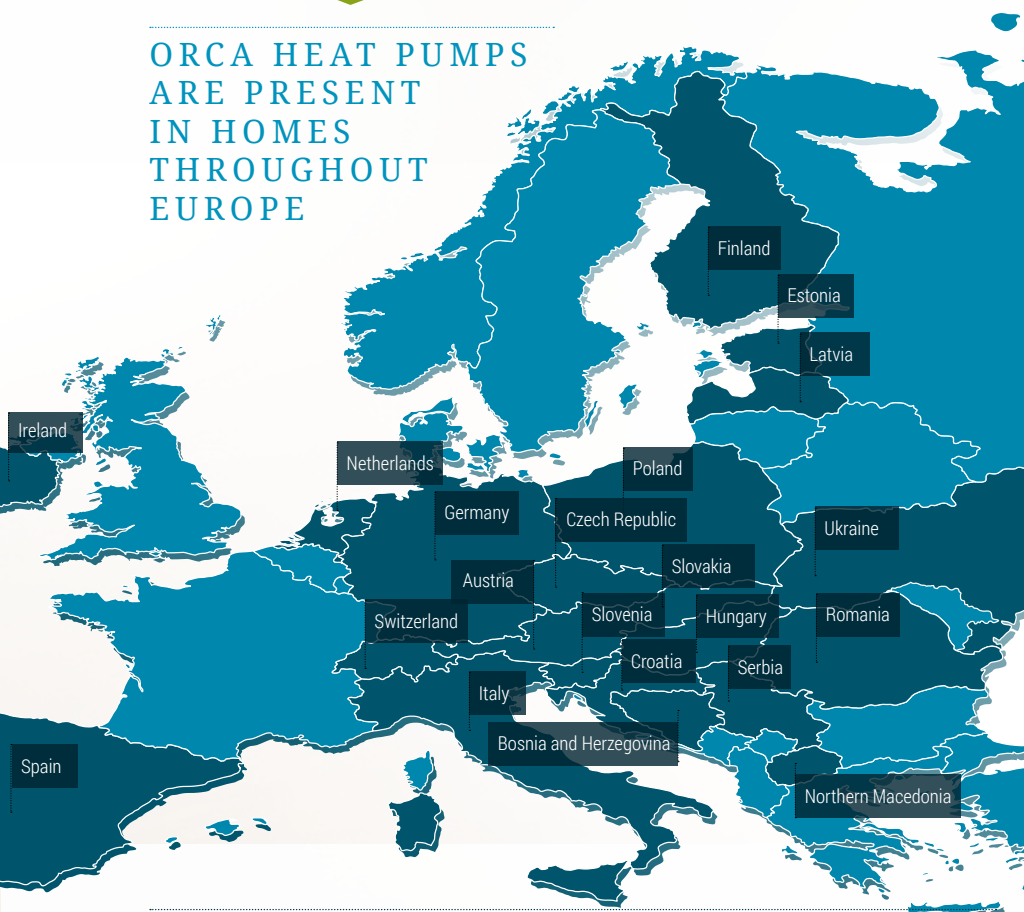 ORCA HEAT PUMPS
ARE PRESENT
IN HOMES
THROUGHOUT
EUROPE
Finland
Estonia
Latvia
Ireland
Netherlands
Poland
Germany
Czech Republic
Ukraine
Slovakia
Austria
Switzerland
Slovenia
Hungary
Romania
Croatia
Serbia
Italy
Bosnia and Herzegovina
Spain
Northern Macedonia